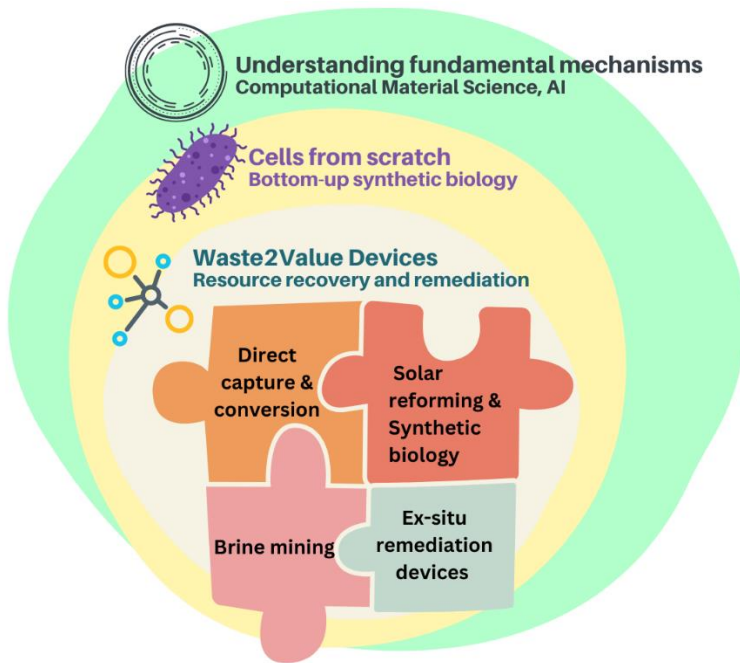 Understanding fundamental mechanisms
Computational Material Science, AI
Cells from scratch
Bottom-up synthetic biology
Waste2Value Devices
Resource recovery and remediation
Direct
capture &
conversion
Solar
reforming &
Synthetic
biology
Brine mining
Ex-situ
remediation
devices